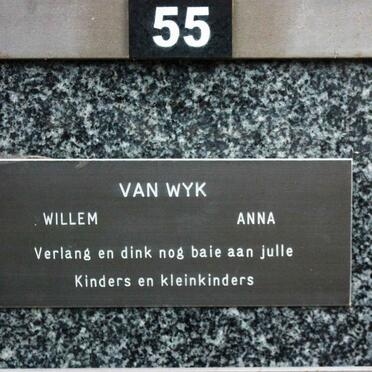 55
VAN WYK
WILLEM ANNA
Verlang en dink nog baie aan julle
Kinders en kleinkinders